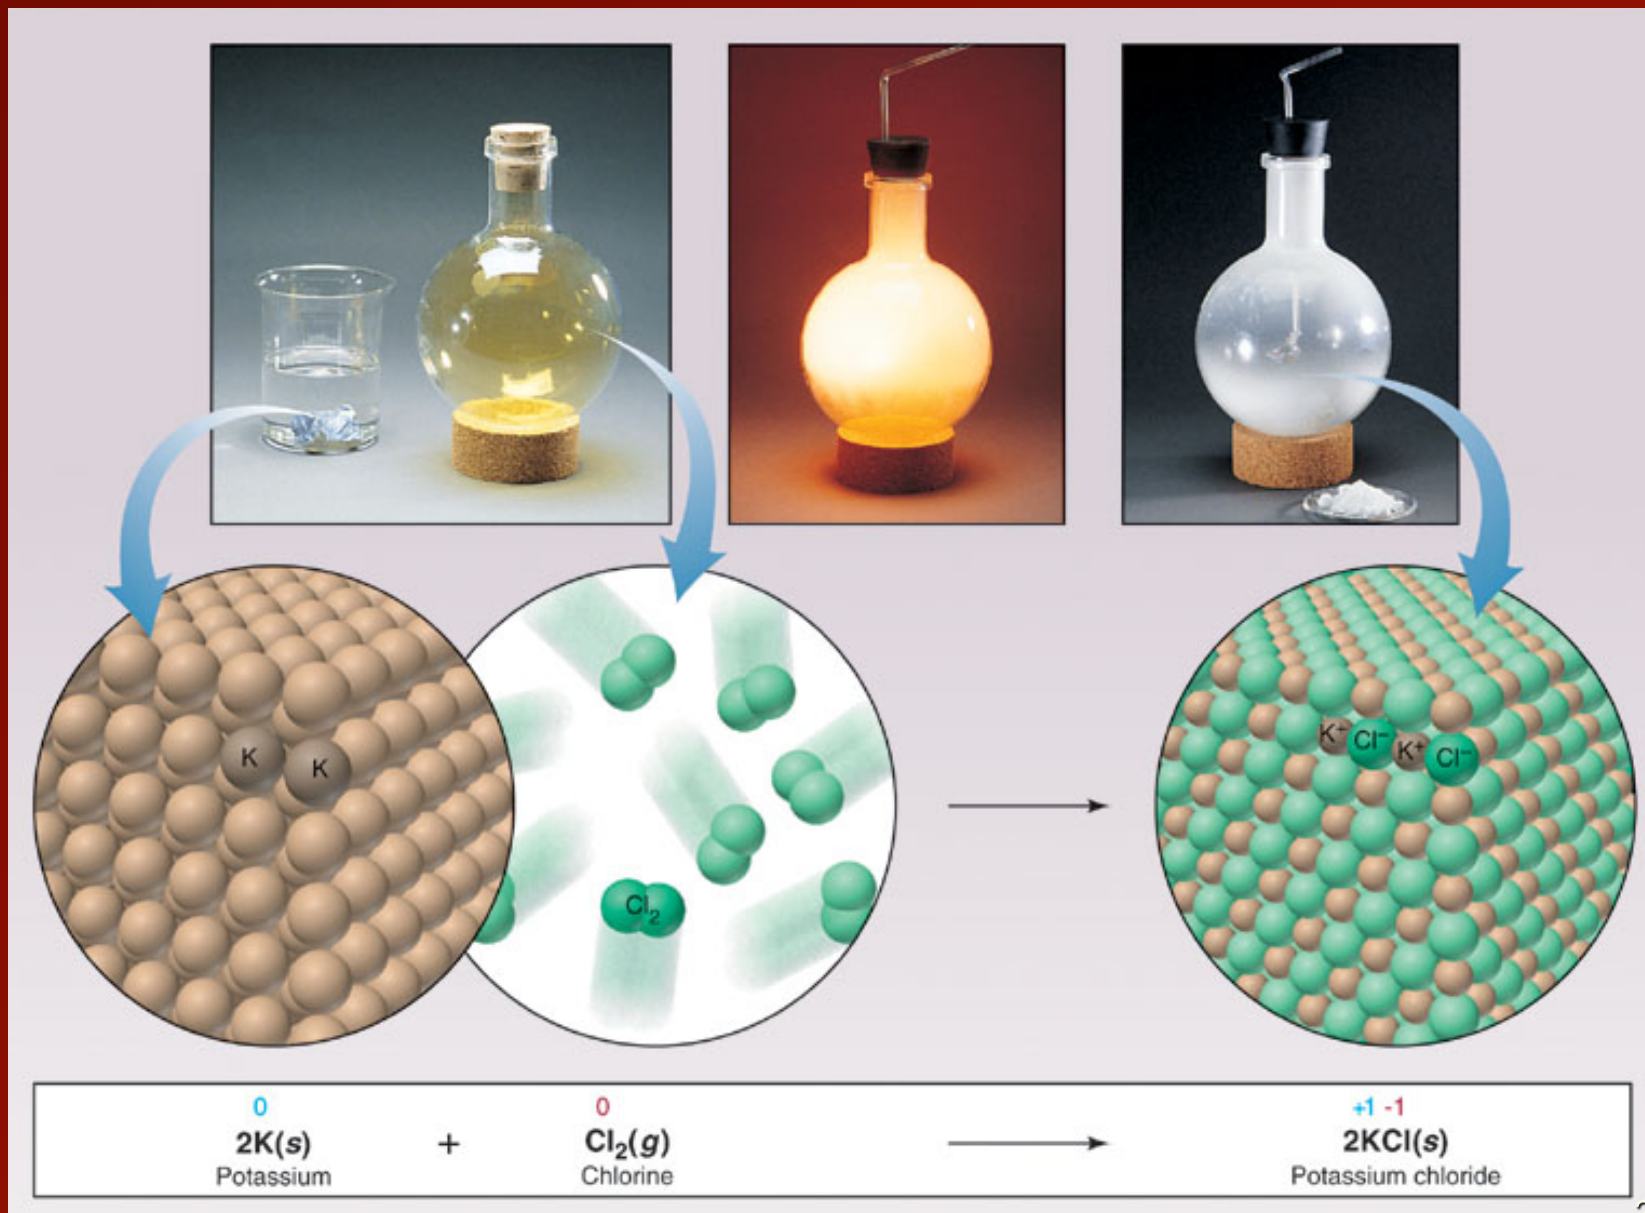 K K
Cl₂
K⁺ Cl⁻ K⁺ Cl⁻
0 0 +1 -1
2K(s) + Cl₂(g) 2KCl(s)
Potassium Chlorine Potassium chloride